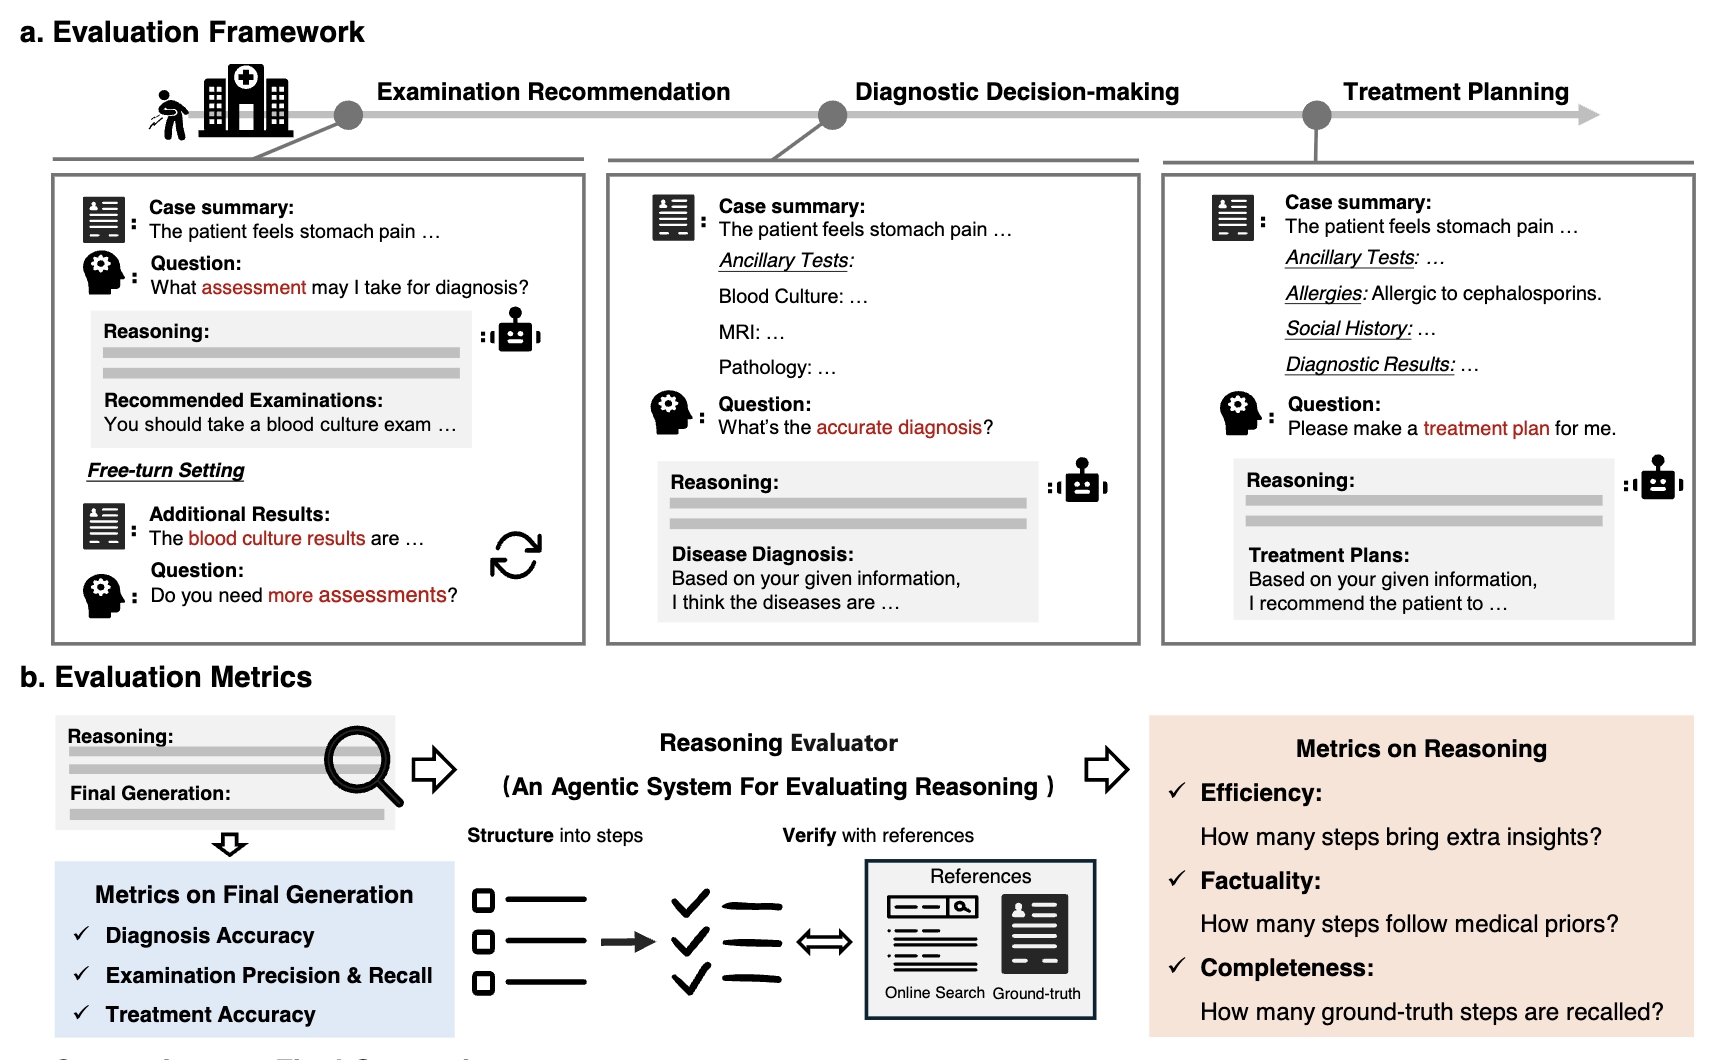 a. Evaluation Framework
Examination Recommendation
Diagnostic Decision-making
Treatment Planning
Case summary:
The patient feels stomach pain ...
Question:
What assessment may I take for diagnosis?
Reasoning:
Recommended Examinations:
You should take a blood culture exam ...
Free-turn Setting
Additional Results:
The blood culture results are ...
Question:
Do you need more assessments?
Case summary:
The patient feels stomach pain ...
Ancillary Tests:
Blood Culture: ...
MRI: ...
Pathology: ...
Question:
What's the accurate diagnosis?
Reasoning:
Disease Diagnosis:
Based on your given information,
I think the diseases are ...
Case summary:
The patient feels stomach pain ...
Ancillary Tests: ...
Allergies: Allergic to cephalosporins.
Social History: ...
Diagnostic Results: ...
Question:
Please make a treatment plan for me.
Reasoning:
Treatment Plans:
Based on your given information,
I recommend the patient to ...
b. Evaluation Metrics
Reasoning:
Final Generation:
Metrics on Final Generation
✓ Diagnosis Accuracy
✓ Examination Precision & Recall
✓ Treatment Accuracy
Reasoning Evaluator
(An Agentic System For Evaluating Reasoning )
Structure into steps
Verify with references
References
Online Search
Ground-truth
Metrics on Reasoning
✓ Efficiency:
How many steps bring extra insights?
✓ Factuality:
How many steps follow medical priors?
✓ Completeness:
How many ground-truth steps are recalled?